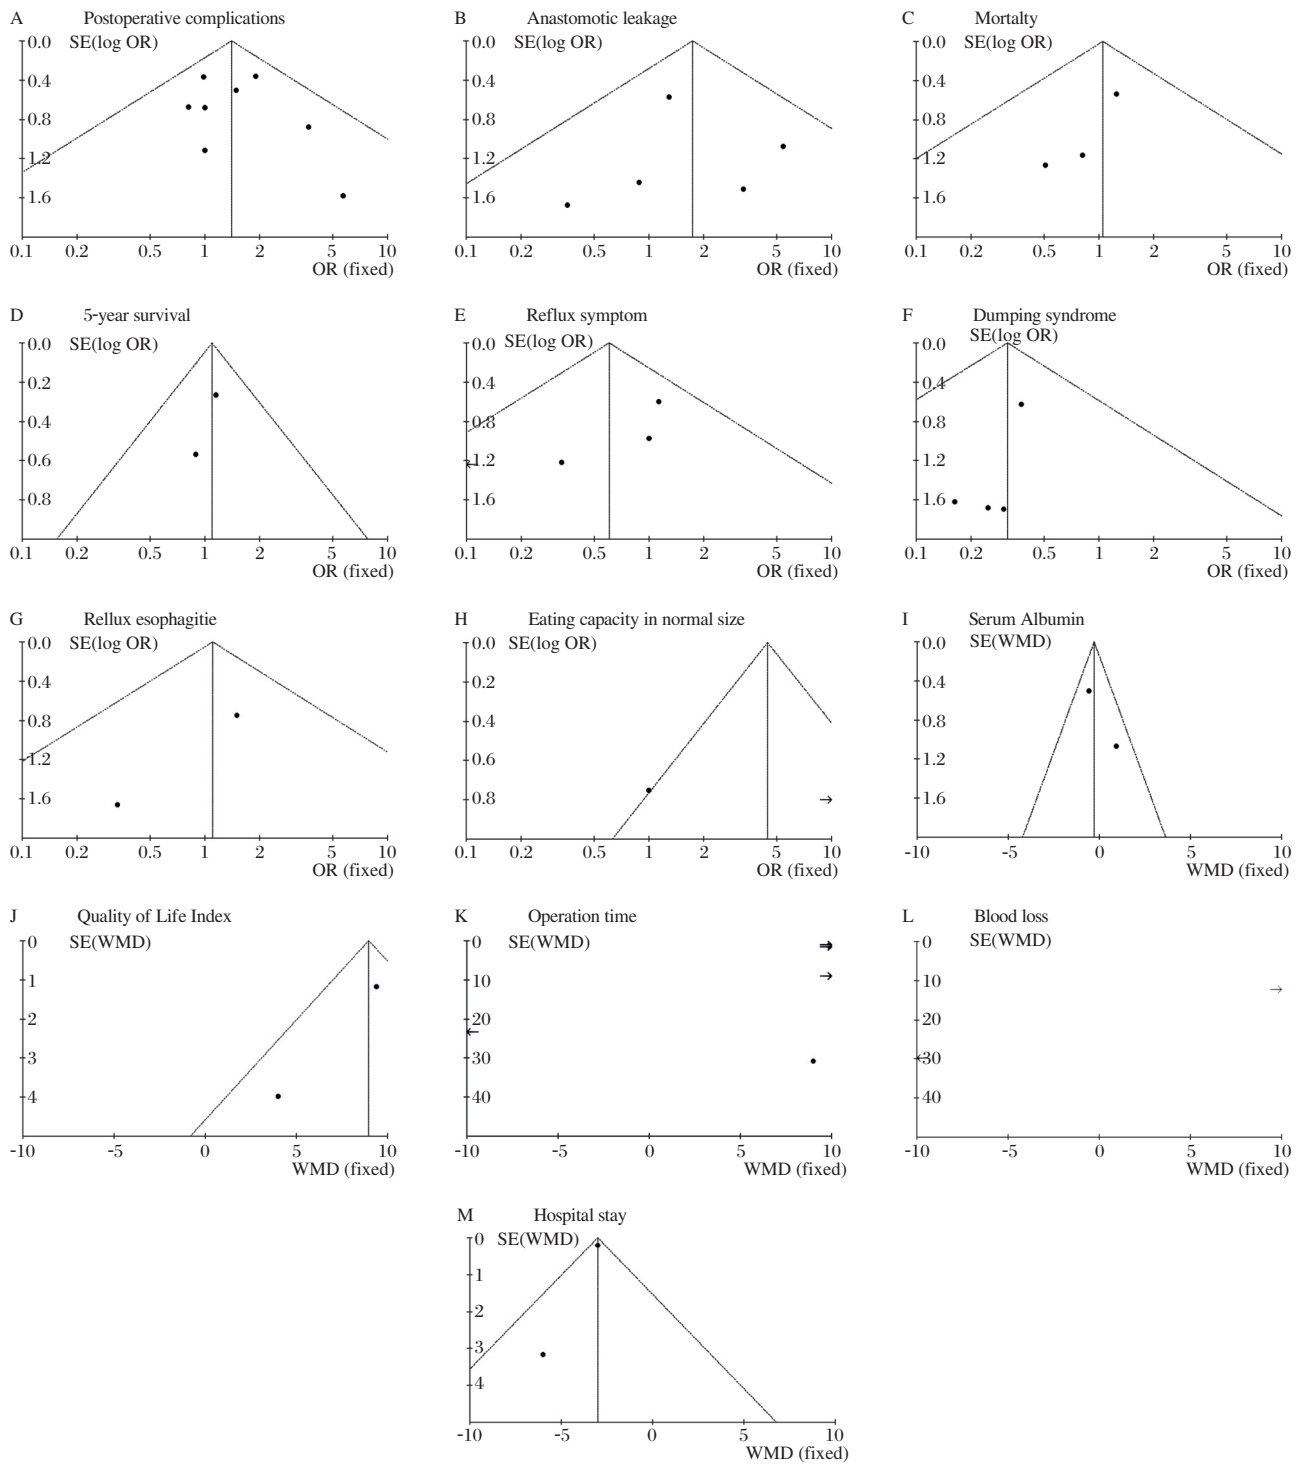 A Postoperative complications
SE(log OR)
0.0
0.4
0.8
1.2
1.6
0.1 0.2 0.5 1 2 10
OR (fixed)
B Anastomotic leakage
SE(log OR)
0.0
0.4
0.8
1.2
1.6
0.1 0.2 0.5 1 2 10
OR (fixed)
C Mortalty
SE(log OR)
0.0
0.4
0.8
1.2
1.6
0.1 0.2 0.5 1 2 5 10
OR (fixed)
D 5-year survival
SE(log OR)
0.0
0.2
0.4
0.6
0.8
0.1 0.2 0.5 1 2 5 10
OR (fixed)
E Reflux symptom
SE(log OR)
0.0
0.4
0.8
1.2
1.6
0.1 0.2 0.5 1 2 5 10
OR (fixed)
F Dumping syndrome
SE(log OR)
0.0
0.4
0.8
1.2
1.6
0.1 0.2 0.5 1 2 5 10
OR (fixed)
G Rellux esophagitie
SE(log OR)
0.0
0.4
0.8
1.2
1.6
0.1 0.2 0.5 1 2 5 10
OR (fixed)
H Eating capacity in normal size
SE(log OR)
0.0
0.2
0.4
0.6
0.8
0.1 0.2 0.5 1 2 5 10
OR (fixed)
I Serum Albumin
SE(WMD)
0.0
0.4
0.8
1.2
1.6
-10 -5 0 5 10
WMD (fixed)
J Quality of Life Index
SE(WMD)
0
1
2
3
4
-10 -5 0 5 10
WMD (fixed)
K Operation time
SE(WMD)
0
10
20
30
40
-10 -5 0 5 10
WMD (fixed)
L Blood loss
SE(WMD)
0
10
20
30
40
-10 -5 0 5 10
WMD (fixed)
M Hospital stay
SE(WMD)
0
1
2
3
4
-10 -5 0 5 10
WMD (fixed)